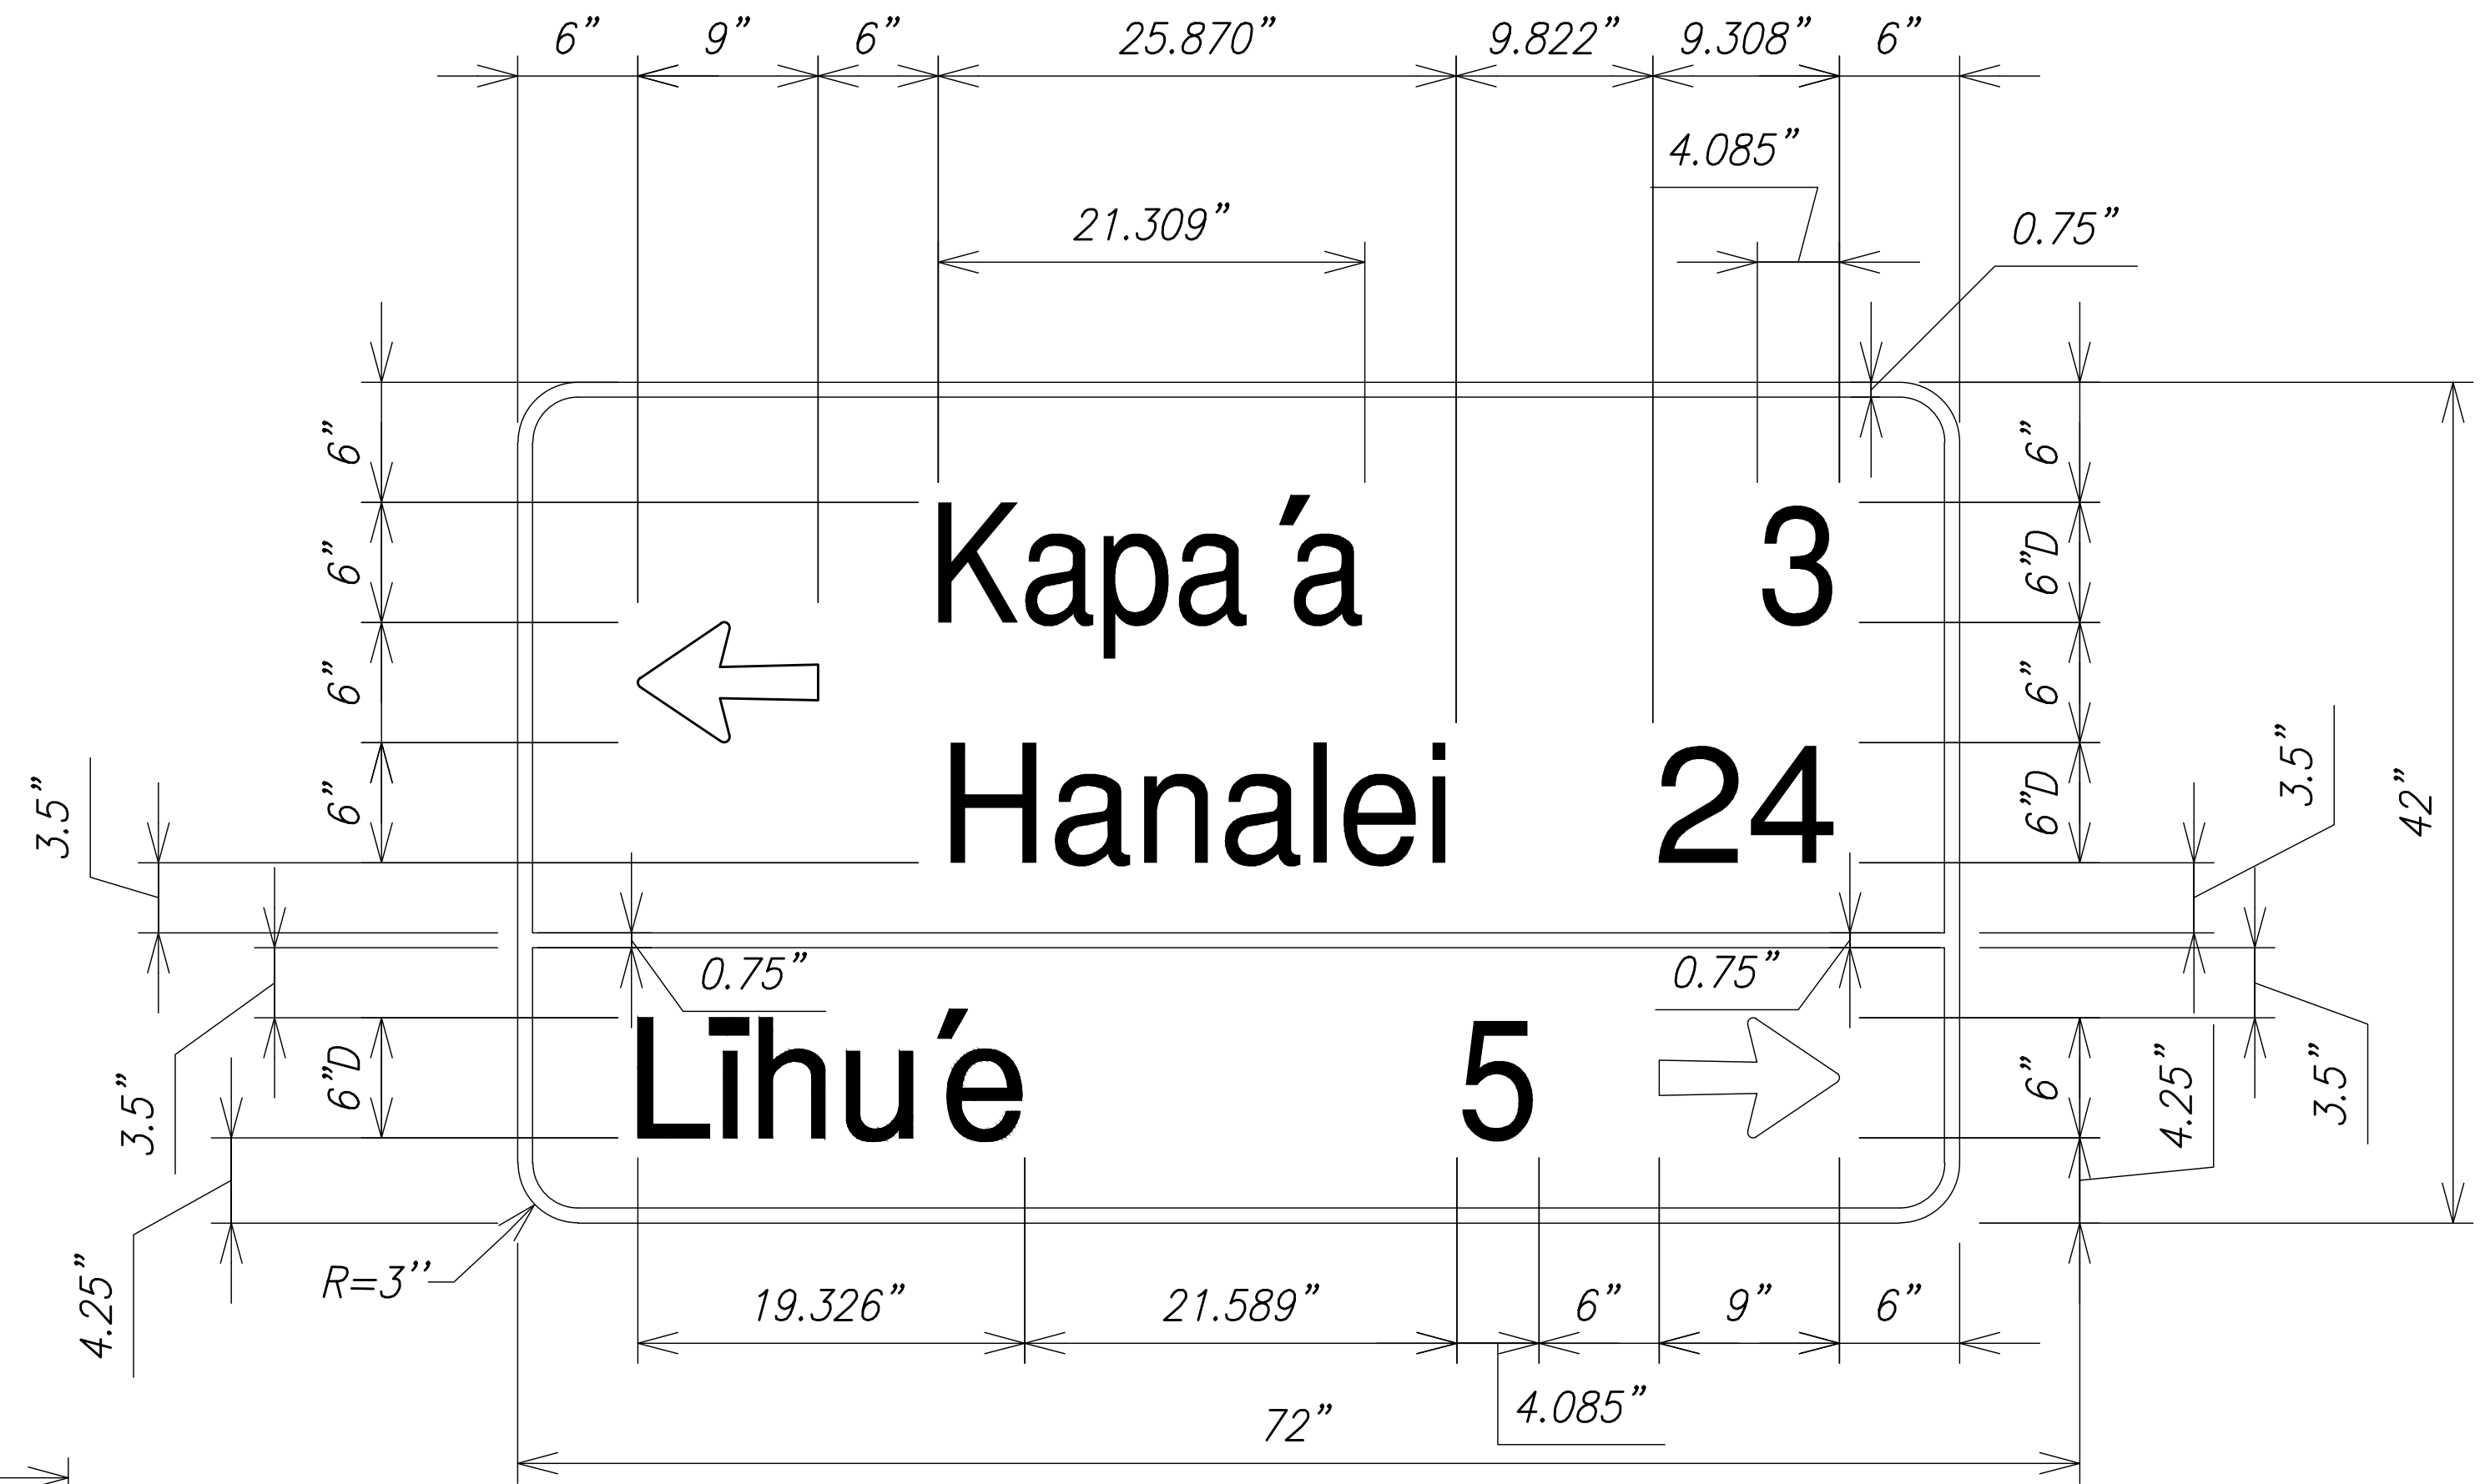 6” 9” 6” 25.870” 9.822” 9.308” 6”
4.085”
21.309” 0.75”
6” 6”
Kapa ́a 3
6” 6”D
6” 6”
Hanalei 24
3.5” 6” 6”D 3.5” 42”
0.75” 0.75”
Līhu ́e 5
3.5” 6”D 6” 4.25” 3.5”
4.25” R=3’’ 19.326” 21.589” 6” 9” 6”
4.085”
72”